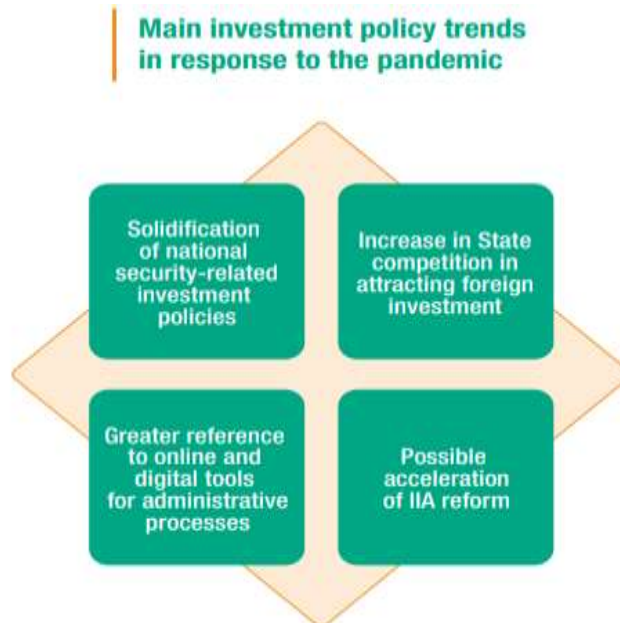 Main investment policy trends
in response to the pandemic
Solidification
of national
security-related
investment
policies
Increase in State
competition in
attracting foreign
investment
Greater reference
to online and
digital tools
for administrative
processes
Possible
acceleration
of IIA reform